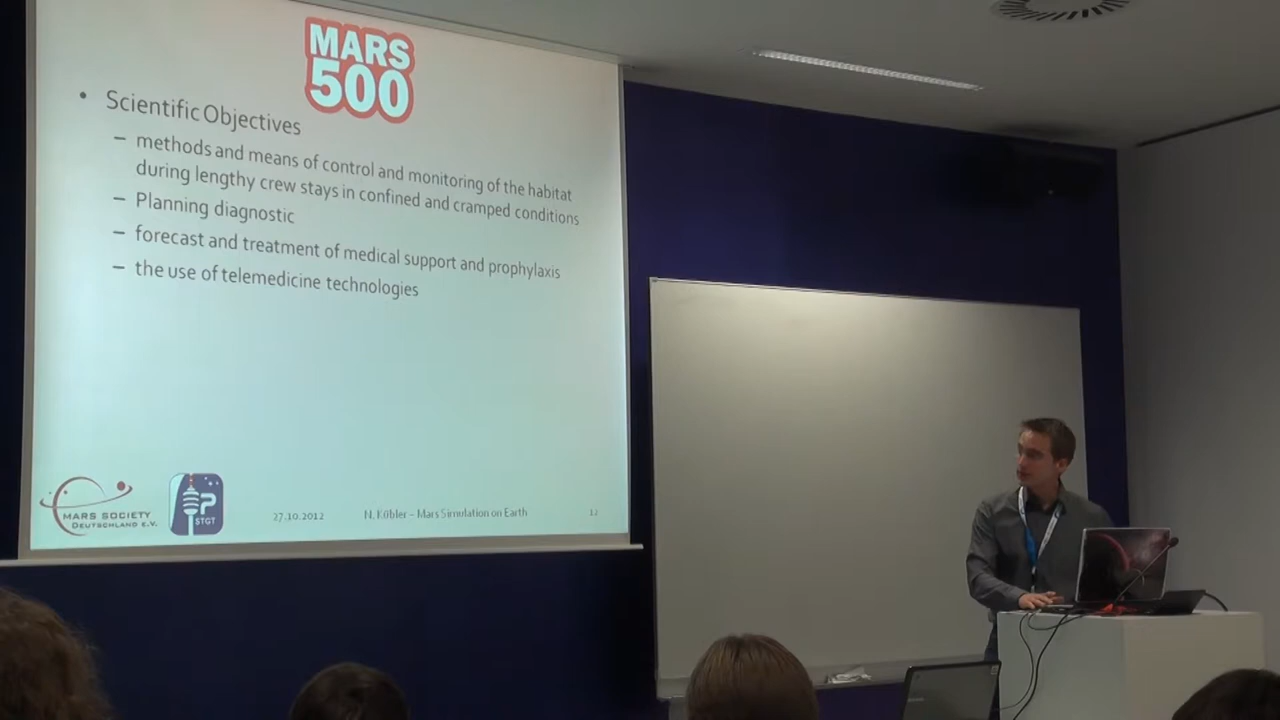 MARS
500
• Scientific Objectives
– methods and means of control and monitoring of the habitat
during lengthy crew stays in confined and cramped conditions
– Planning diagnostic
– forecast and treatment of medical support and prophylaxis
– the use of telemedicine technologies
MARS SOCIETY
DEUTSCHLAND E.V.
P
STGT
27.10.2012
N. Köbler – Mars Simulation on Earth
12